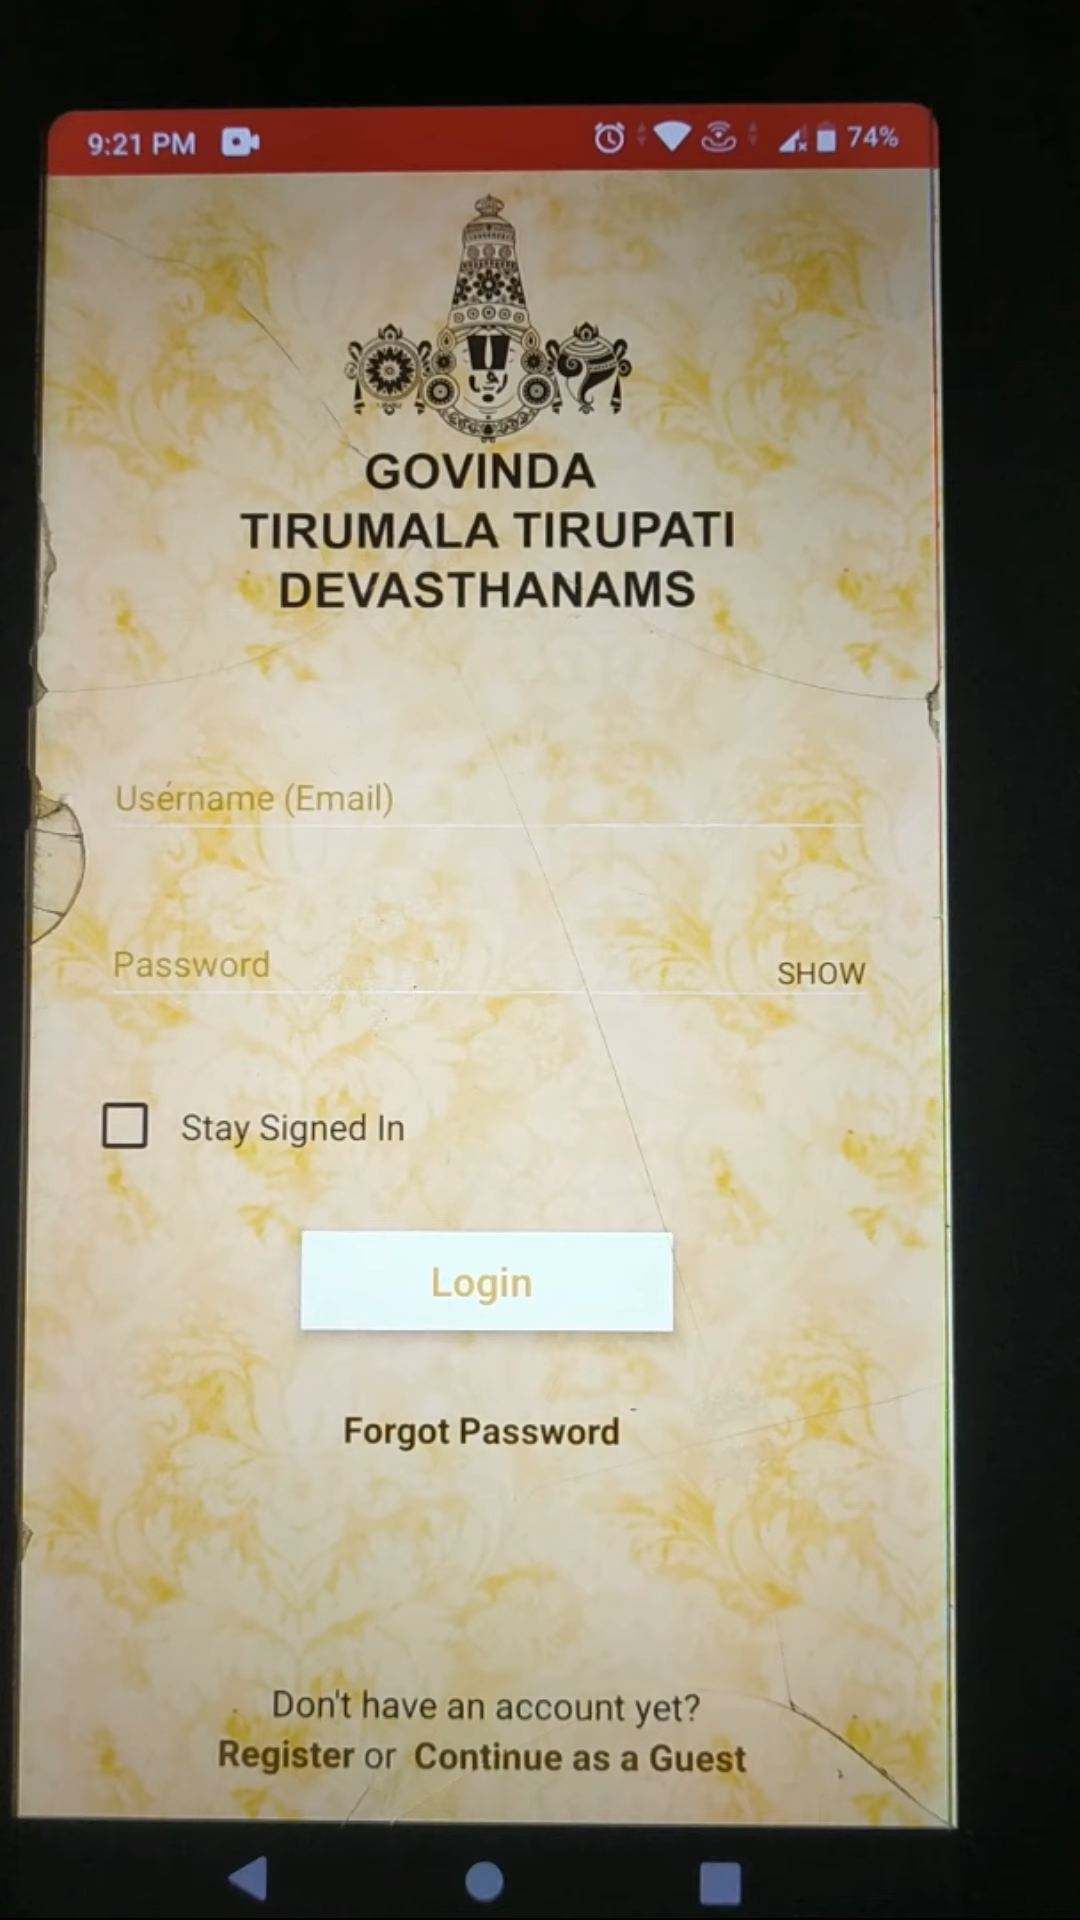 9:21 PM 74%
GOVINDA
TIRUMALA TIRUPATI
DEVASTHANAMS
Username (Email)
Password SHOW
Stay Signed In
Login
Forgot Password
Don't have an account yet?
Register or Continue as a Guest